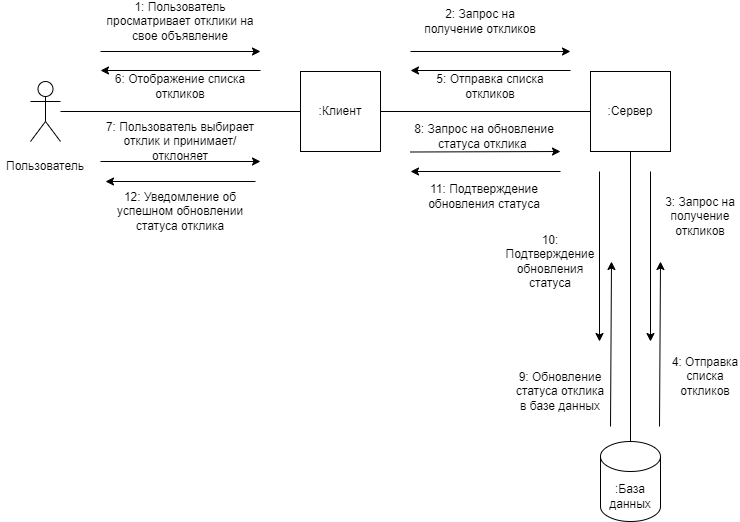 1: Пользователь
просматривает отклики на
свое объявление
2: Запрос на
получение откликов
6: Отображение списка
откликов
5: Отправка списка
откликов
:Клиент
:Сервер
Пользователь
7: Пользователь выбирает
отклик и принимает/
отклоняет
8: Запрос на обновление
статуса отклика
12: Уведомление об
успешном обновлении
статуса отклика
11: Подтверждение
обновления статуса
3: Запрос на
получение
откликов
10:
Подтверждение
обновления
статуса
9: Обновление
статуса отклика
в базе данных
4: Отправка
списка
откликов
:База
данных